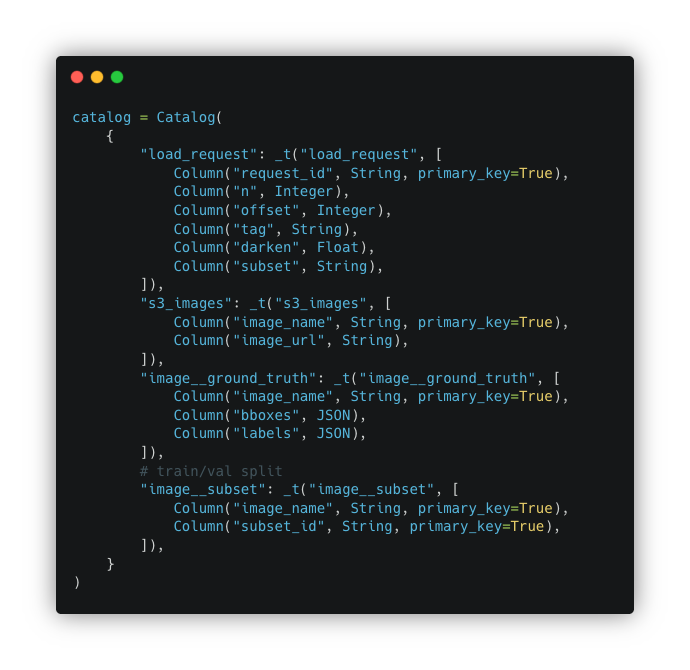 catalog = Catalog(
    {
        "load_request": _t("load_request", [
            Column("request_id", String, primary_key=True),
            Column("n", Integer),
            Column("offset", Integer),
            Column("tag", String),
            Column("darken", Float),
            Column("subset", String),
        ]),
        "s3_images": _t("s3_images", [
            Column("image_name", String, primary_key=True),
            Column("image_url", String),
        ]),
        "image__ground_truth": _t("image__ground_truth", [
            Column("image_name", String, primary_key=True),
            Column("bboxes", JSON),
            Column("labels", JSON),
        ]),
        # train/val split
        "image__subset": _t("image__subset", [
            Column("image_name", String, primary_key=True),
            Column("subset_id", String, primary_key=True),
        ]),
    }
)